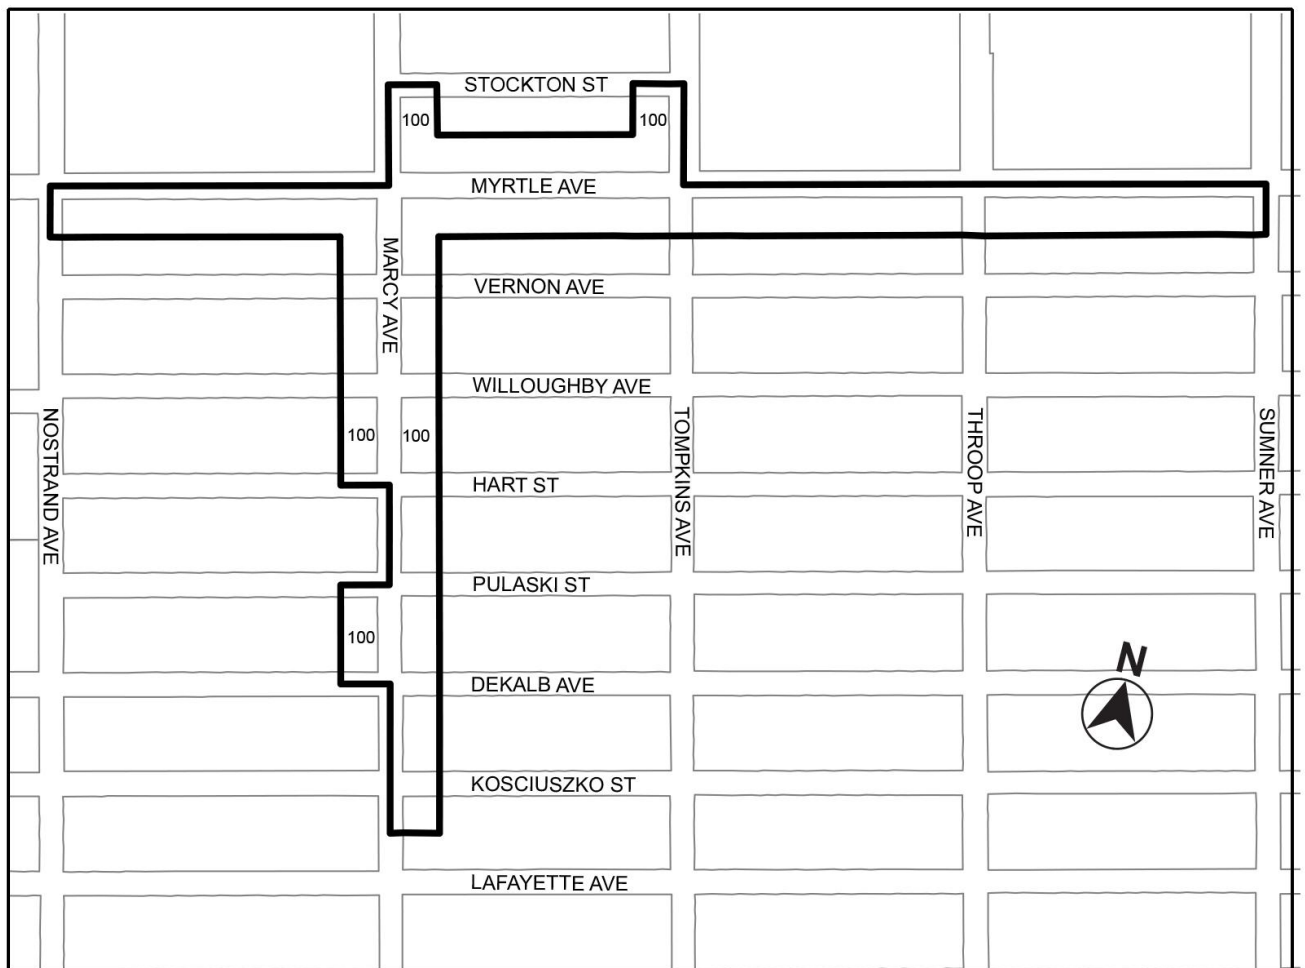 STOCKTON ST
100
100
MYRTLE AVE
MARCY AVE
VERNON AVE
WILLOUGHBY AVE
NOSTRAND AVE
TOMPKINS AVE
THROOP AVE
SUMNER AVE
100
100
HART ST
PULASKI ST
100
N
DEKALB AVE
KOSCIUSZKO ST
LAFAYETTE AVE